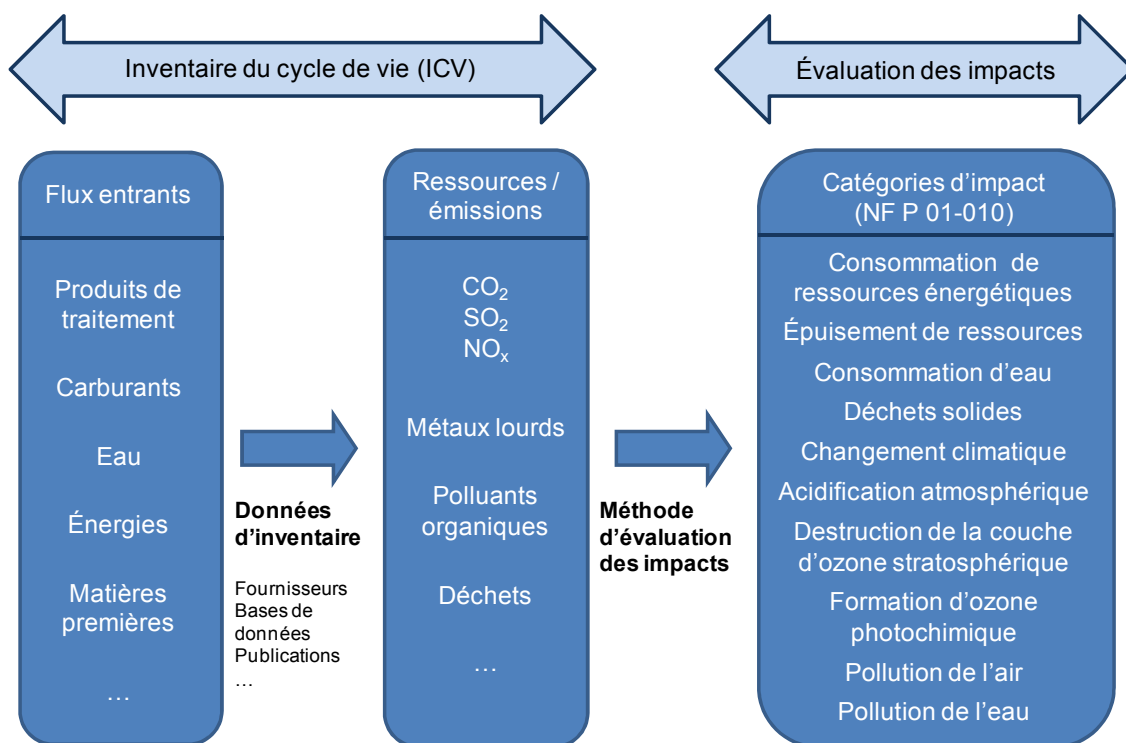 Inventaire du cycle de vie (ICV)
Évaluation des impacts
Flux entrants
Produits de
traitement
Carburants
Eau
Énergies
Matières
premières
…
Données
d’inventaire
Fournisseurs
Bases de
données
Publications
…
Ressources /
émissions
CO₂
SO₂
NOₓ
Métaux lourds
Polluants
organiques
Déchets
…
Méthode
d’évaluation
des impacts
Catégories d’impact
(NF P 01-010)
Consommation de
ressources énergétiques
Épuisement de ressources
Consommation d’eau
Déchets solides
Changement climatique
Acidification atmosphérique
Destruction de la couche
d’ozone stratosphérique
Formation d’ozone
photochimique
Pollution de l’air
Pollution de l’eau